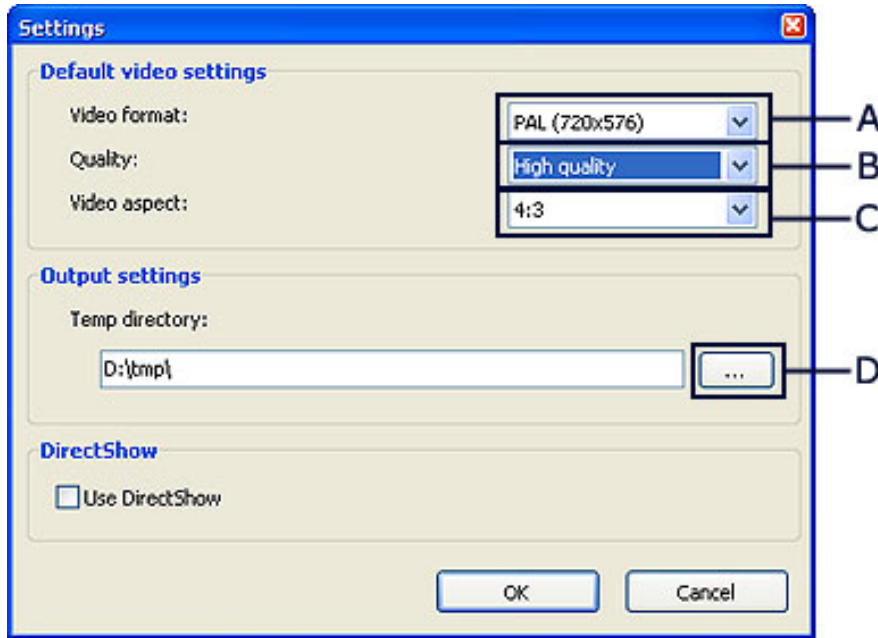 Settings
Default video settings
Video format:
PAL (720x576)
A
Quality:
High quality
B
Video aspect:
4:3
C
Output settings
Temp directory:
D:\tmp\
...
D
DirectShow
Use DirectShow
OK
Cancel